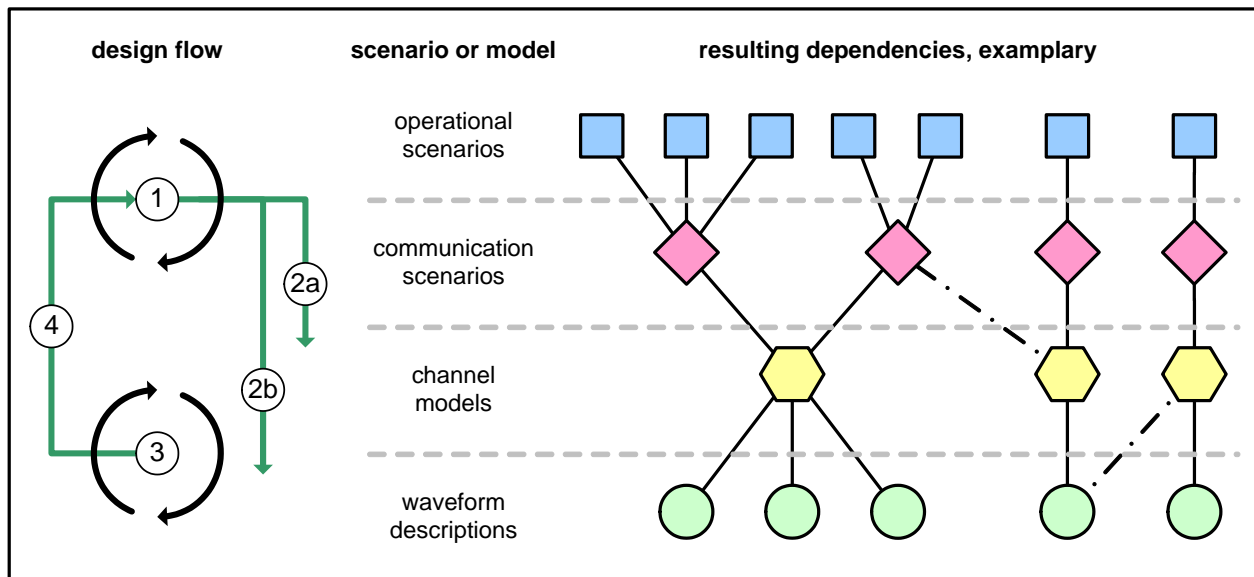 design flow
scenario or model
resulting dependencies, examplary
operational
scenarios
1
communication
scenarios
2a
4
channel
models
2b
3
waveform
descriptions